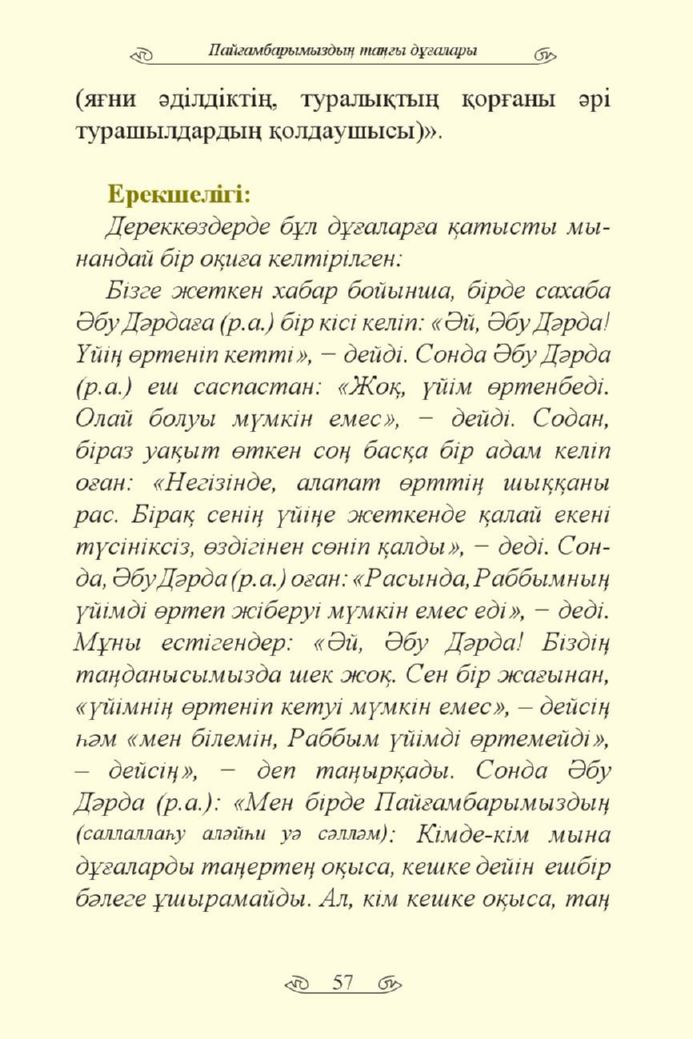 Пайғамбарымыздың таңғы дұғалары
(яғни әділдіктің, туралықтың қорғаны әрі
турашылдардың қолдаушысы)».
Ерекшелігі:
Дереккөздерде бұл дұғаларға қатысты мы-
нандай бір оқиға келтірілген:
Бізге жеткен хабар бойынша, бірде сахаба
Әбу Дәрдаға (р.а.) бір кісі келіп: «Әй, Әбу Дәрда!
Үйің өртеніп кетті», – дейді. Сонда Әбу Дәрда
(р.а.) еш саспастан: «Жоқ, үйім өртенбеді.
Олай болуы мүмкін емес», – дейді. Содан,
біраз уақыт өткен соң басқа бір адам келіп
оған: «Негізінде, алапат өрттің шыққаны
рас. Бірақ сенің үйіңе жеткенде қалай екені
түсініксіз, өздігінен сөніп қалды», – деді. Сон-
да, Әбу Дәрда (р.а.) оған: «Расында, Раббымның
үйімді өртеп жіберуі мүмкін емес еді», – деді.
Мұны естігендер: «Әй, Әбу Дәрда! Біздің
таңданысымызда шек жоқ. Сен бір жағынан,
«үйімнің өртеніп кетуі мүмкін емес», – дейсің
һәм «мен білемін, Раббым үйімді өртемейді»,
– дейсің», – деп таңырқады. Сонда Әбу
Дәрда (р.а.): «Мен бірде Пайғамбарымыздың
(саллаллаһу аләйһи уә сәлләм): Кімде-кім мына
дұғаларды таңертең оқыса, кешке дейін ешбір
бәлеге ұшырамайды. Ал, кім кешке оқыса, таң
57